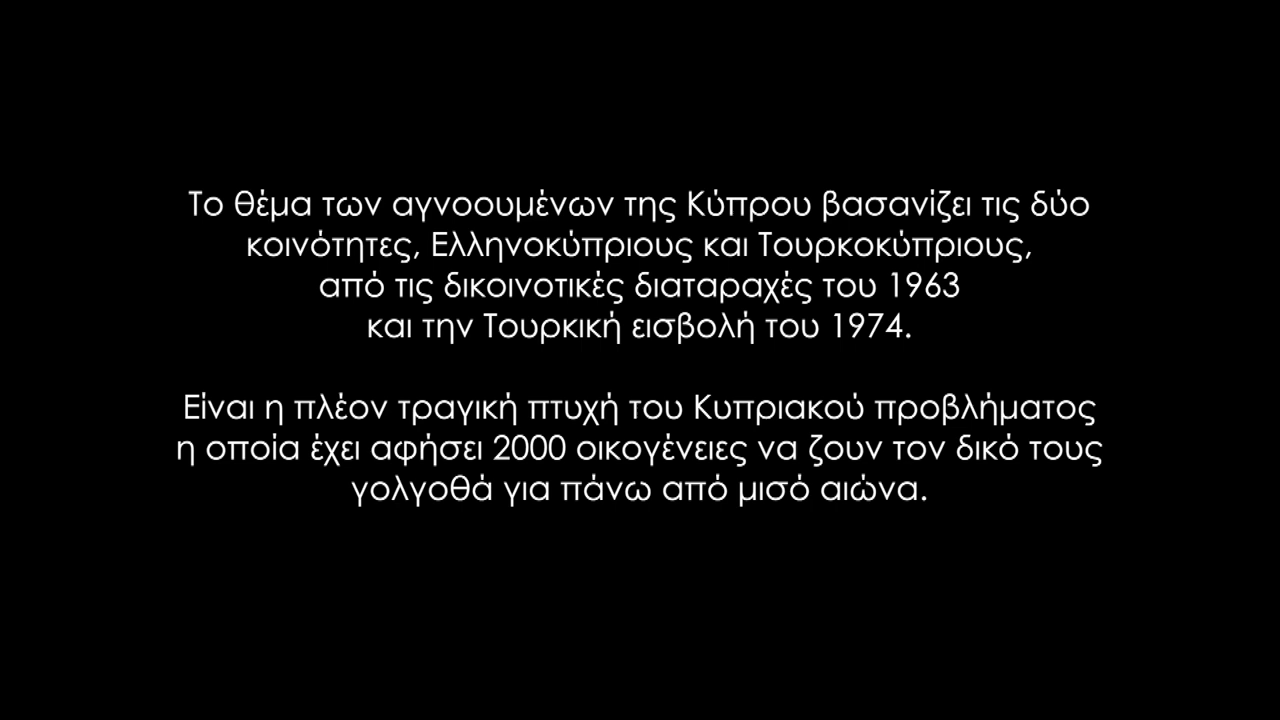 Το θέμα των αγνοουμένων της Κύπρου βασανίζει τις δύο
κοινότητες, Ελληνοκύπριους και Τουρκοκύπριους,
από τις δικοινοτικές διαταραχές του 1963
και την Τουρκική εισβολή του 1974.
Είναι η πλέον τραγική πτυχή του Κυπριακού προβλήματος
η οποία έχει αφήσει 2000 οικογένειες να ζουν τον δικό τους
γολγοθά για πάνω από μισό αιώνα.